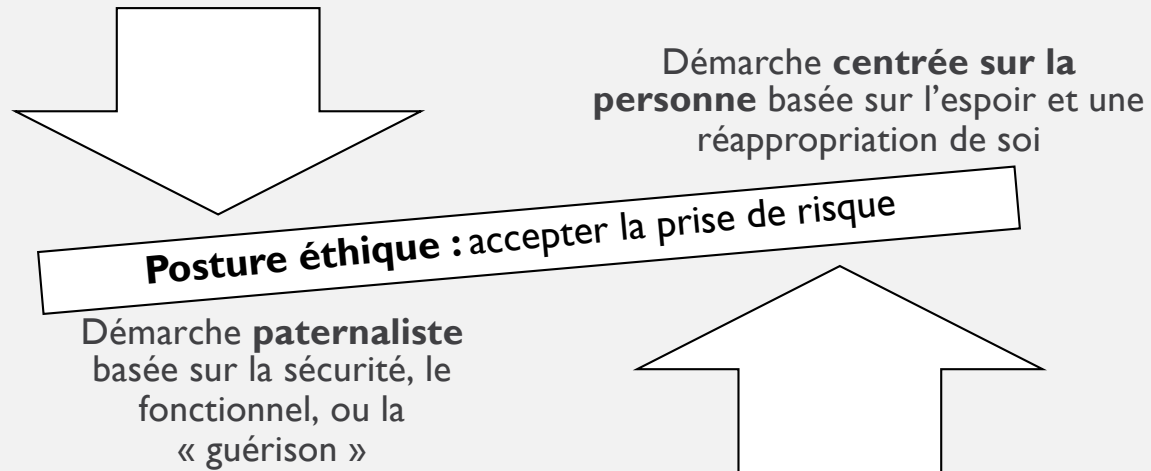 Démarche centrée sur la
personne basée sur l’espoir et une
réappropriation de soi
Posture éthique : accepter la prise de risque
Démarche paternaliste
basée sur la sécurité, le
fonctionnel, ou la
« guérison »